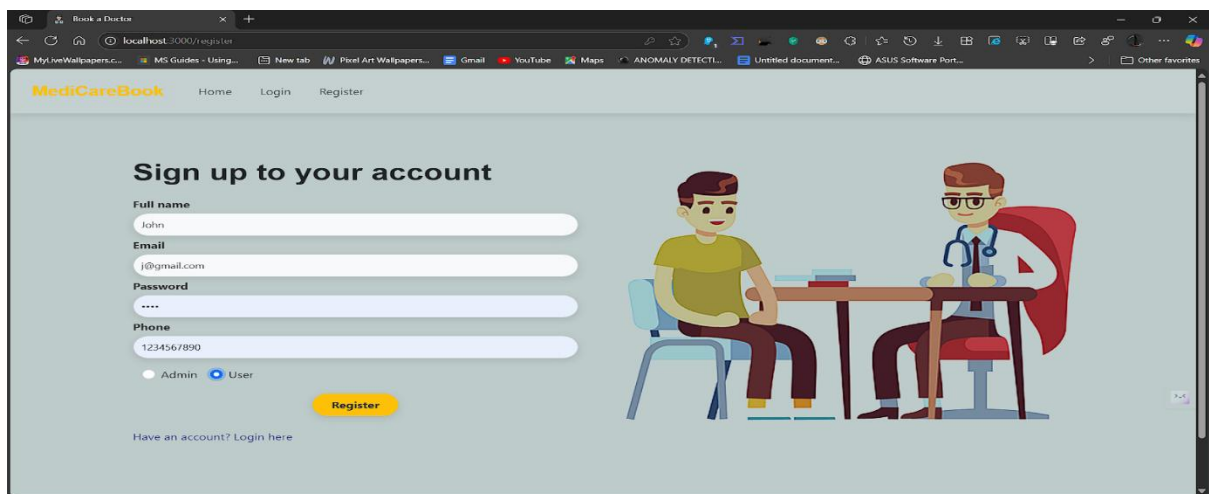 Book a Doctor
localhost:3000/register
MyLiveWallpapers.c... MS Guides - Using... New tab Pixel Art Wallpapers... Gmail YouTube Maps ANOMALY DETECTI... Untitled document... ASUS Software Port... Other favorites
MediCareBook Home Login Register
Sign up to your account
Full name
John
Email
j@gmail.com
Password
••••
Phone
1234567890
Admin User
Register
Have an account? Login here